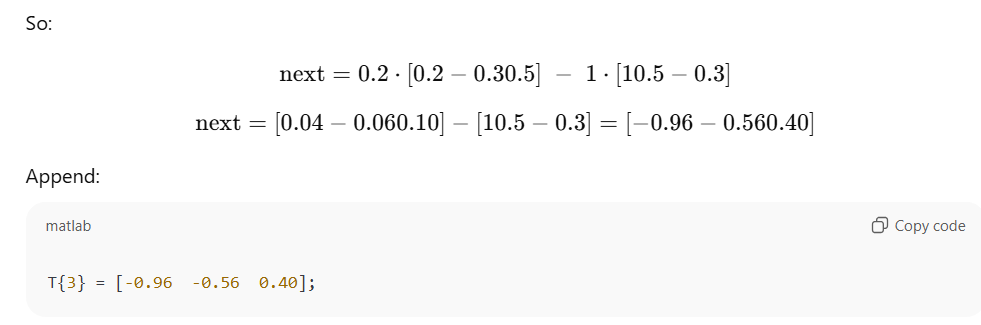 So:
next = 0.2 · [0.2 − 0.30.5] − 1 · [10.5 − 0.3]
next = [0.04 − 0.060.10] − [10.5 − 0.3] = [−0.96 − 0.560.40]
Append:
matlab Copy code
T{3} = [-0.96 -0.56 0.40];